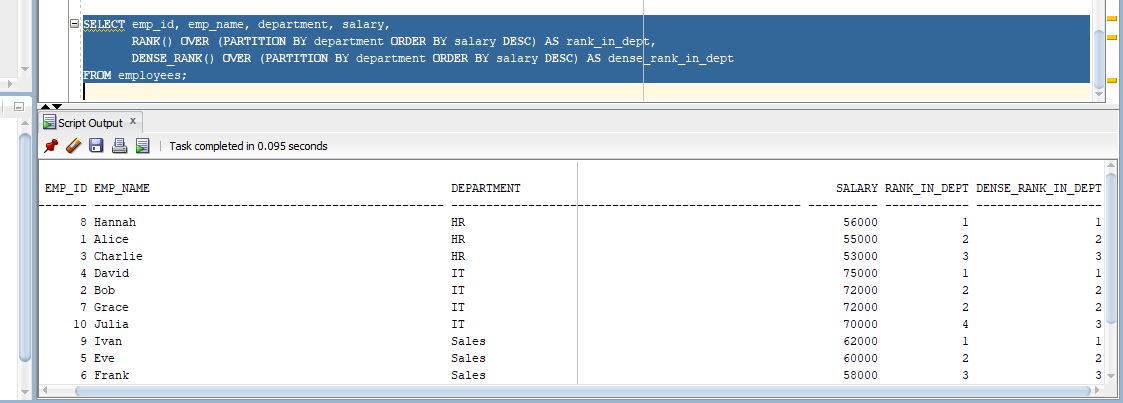 SELECT emp_id, emp_name, department, salary,
RANK() OVER (PARTITION BY department ORDER BY salary DESC) AS rank_in_dept,
DENSE_RANK() OVER (PARTITION BY department ORDER BY salary DESC) AS dense_rank_in_dept
FROM employees;
Script Output x
Task completed in 0.095 seconds
EMP_ID EMP_NAME DEPARTMENT SALARY RANK_IN_DEPT DENSE_RANK_IN_DEPT
8 Hannah HR 56000 1 1
1 Alice HR 55000 2 2
3 Charlie HR 53000 3 3
4 David IT 75000 1 1
2 Bob IT 72000 2 2
7 Grace IT 72000 2 2
10 Julia IT 70000 4 3
9 Ivan Sales 62000 1 1
5 Eve Sales 60000 2 2
6 Frank Sales 58000 3 3